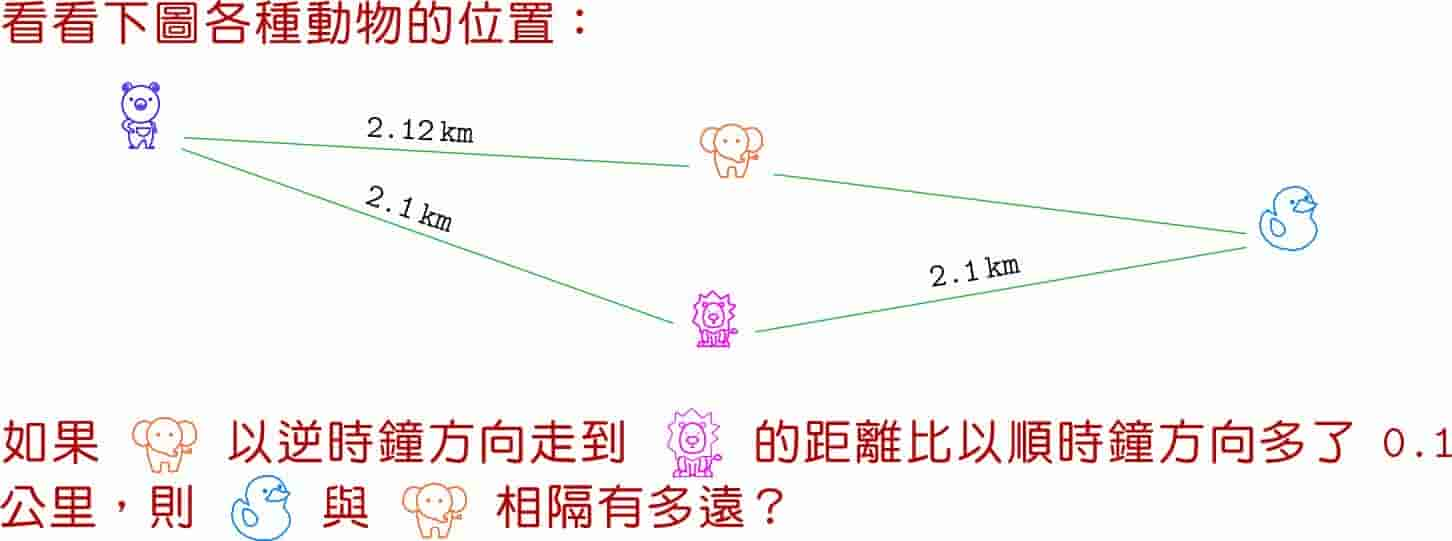 看看下圖各種動物的位置：
2.12 km
2.1 km
2.1 km
如果 以逆時鐘方向走到 的距離比以順時鐘方向多了 0.1
公里，則 與 相隔有多遠？